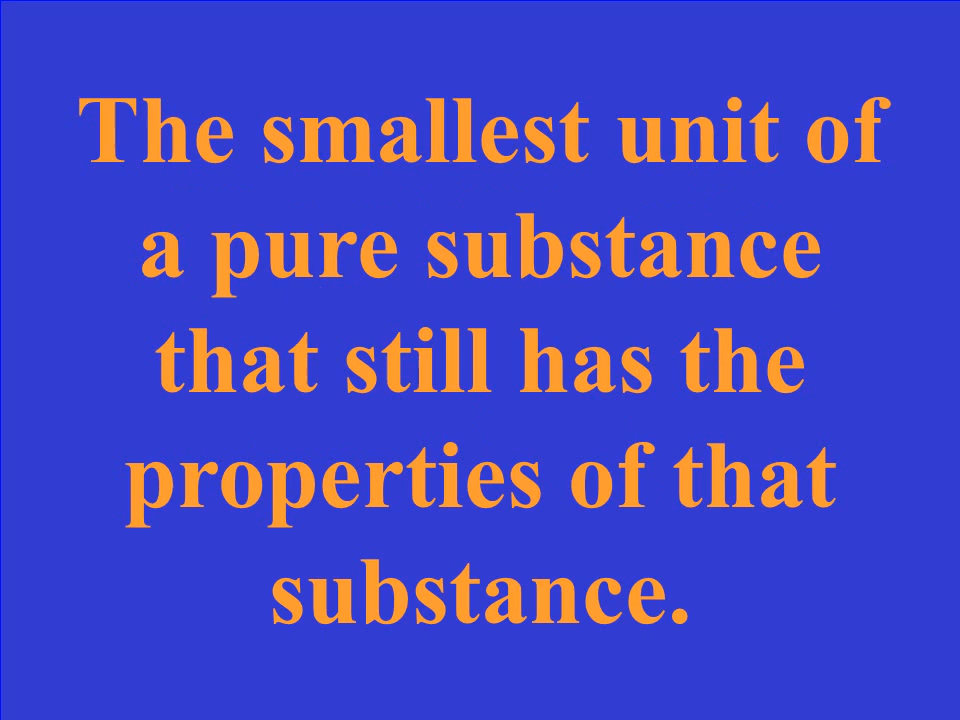 The smallest unit of
a pure substance
that still has the
properties of that
substance.